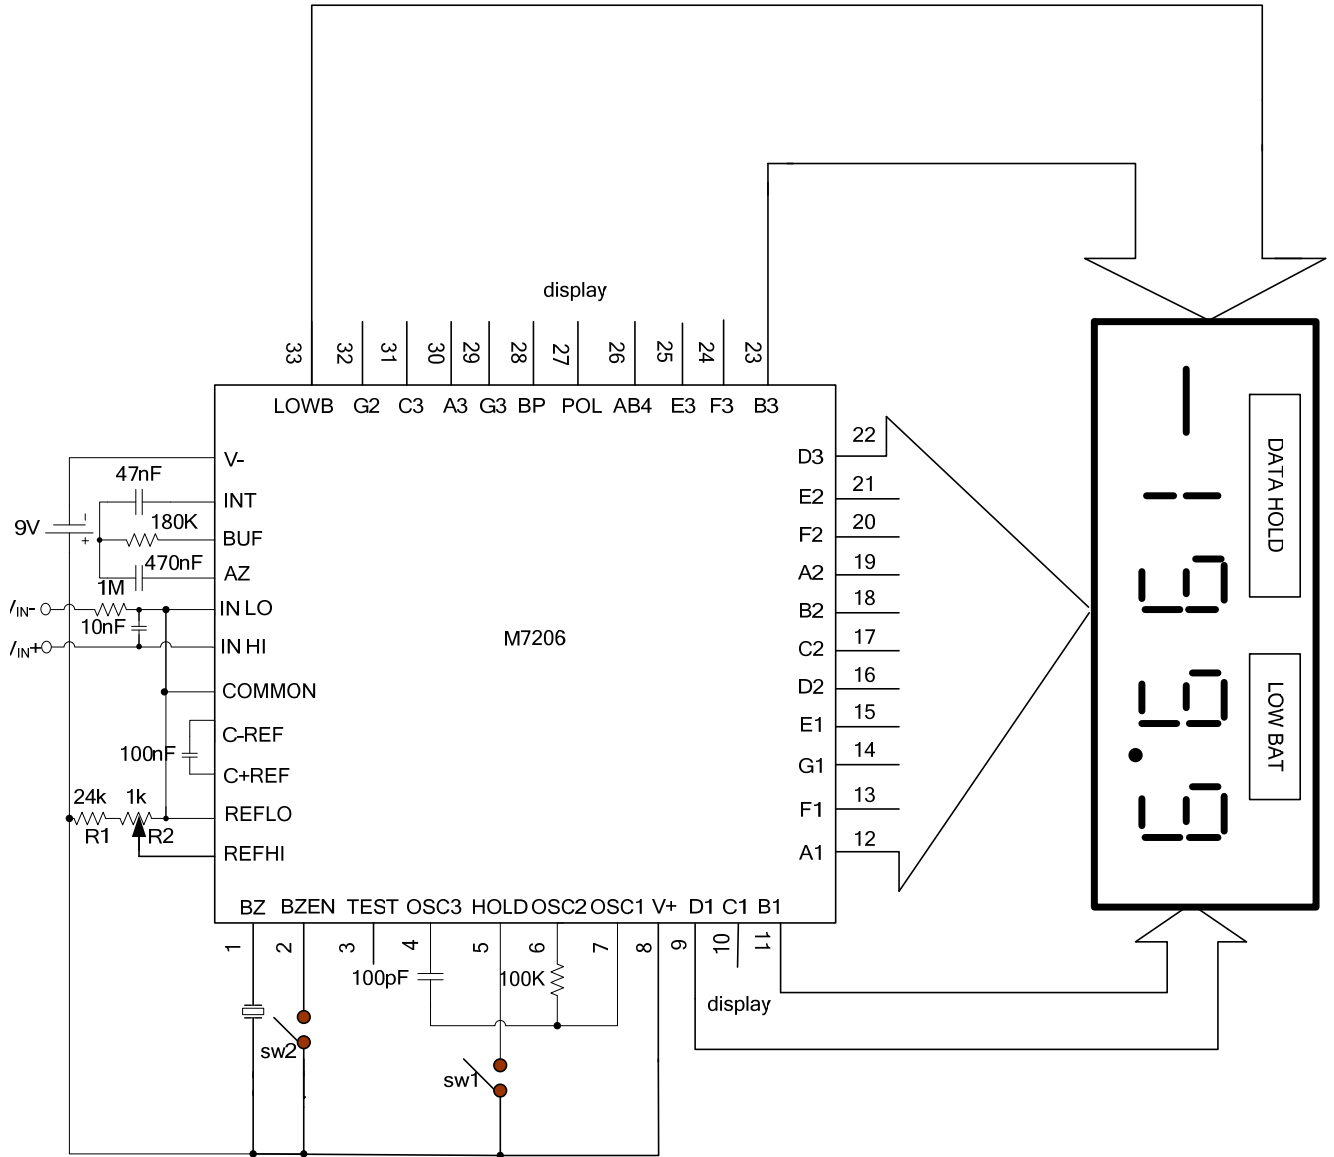 display
33 32 31 30 29 28 27 26 25 24 23
LOWB G2 C3 A3 G3 BP POL AB4 E3 F3 B3
V-
47nF
INT
9V
-
+
180K
BUF
470nF
AZ
1M
VIN-
IN LO
10nF
VIN+
IN HI
COMMON
C-REF
100nF
C+REF
24k 1k
REFLO
R1 R2
REFHI
M7206
22
D3
21
E2
20
F2
19
A2
18
B2
17
C2
16
D2
15
E1
14
G1
13
F1
12
A1
BZ BZEN TEST OSC3 HOLD OSC2 OSC1 V+ D1 C1 B1
1 2 3 4 5 6 7 8 9 10 11
100pF
100K
display
sw2
sw1
DATA HOLD
LOW BAT